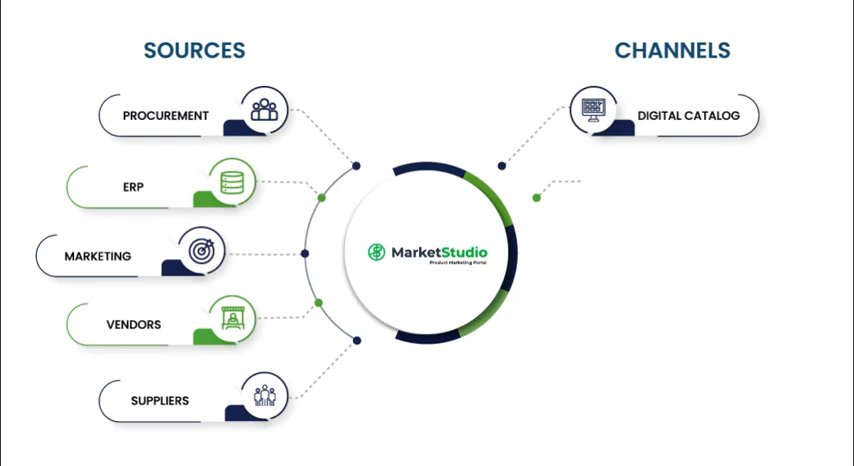 SOURCES
CHANNELS
PROCUREMENT
DIGITAL CATALOG
ERP
MARKETING
MarketStudio
Product Marketing Portal
VENDORS
SUPPLIERS